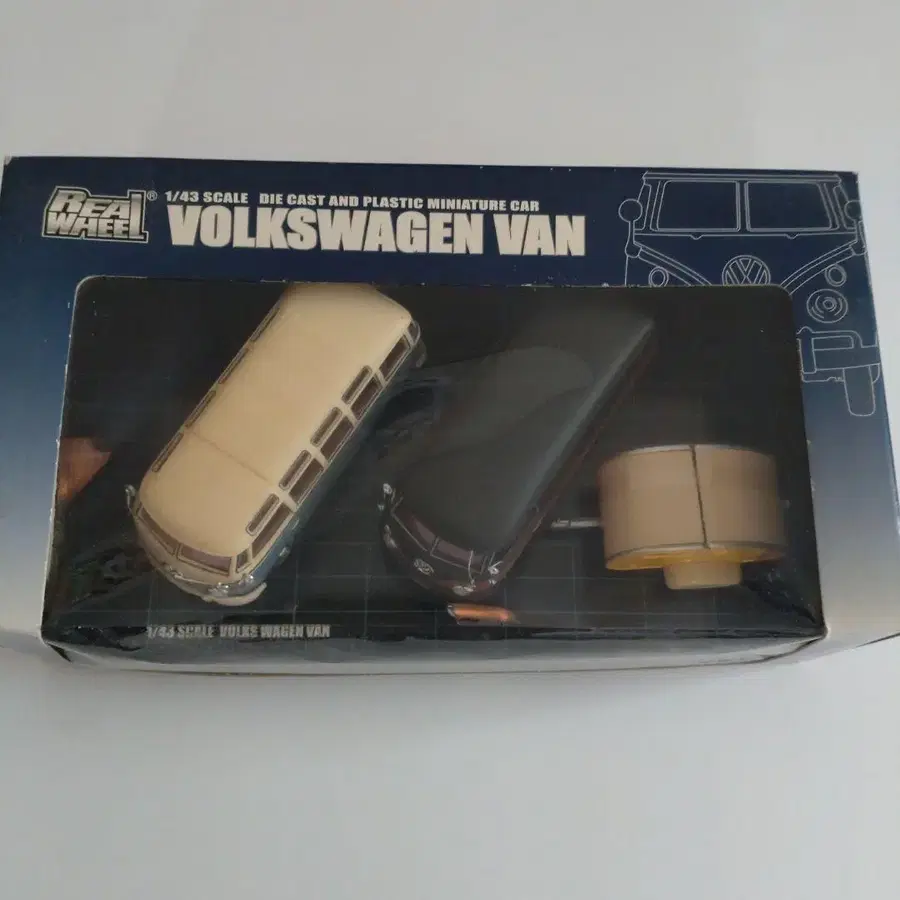 REAL WHEEL®
1/43 SCALE DIE CAST AND PLASTIC MINIATURE CAR
VOLKSWAGEN VAN
1/43 SCALE VOLKS WAGEN VAN